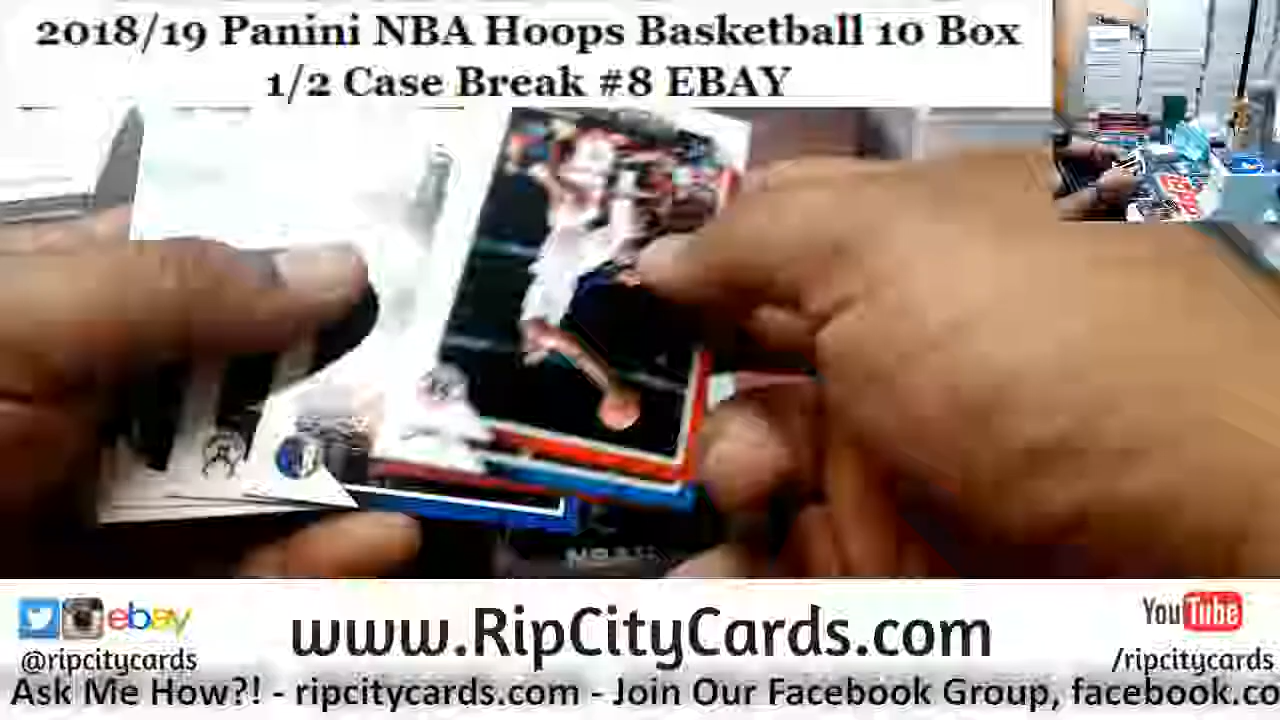 2018/19 Panini NBA Hoops Basketball 10 Box
1/2 Case Break #8 EBAY
ebay
@ripcitycards
www.RipCityCards.com
YouTube
/ripcitycards
Ask Me How?! - ripcitycards.com - Join Our Facebook Group, facebook.co